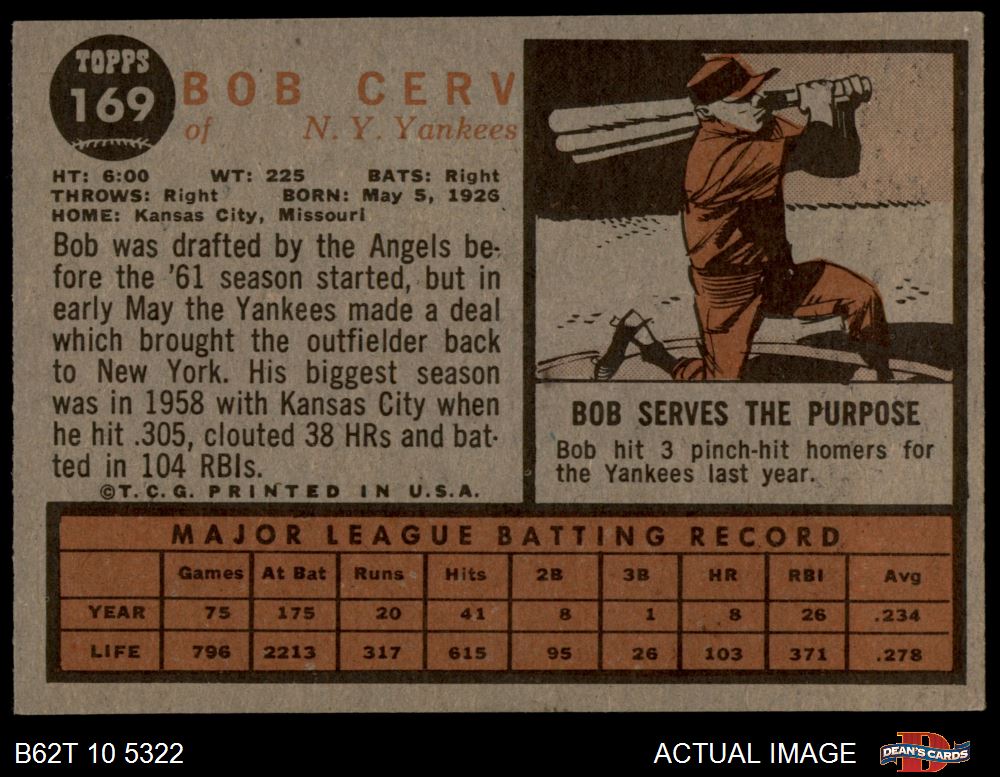 TOPPS
169
BOB CERV
of N. Y. Yankees
HT: 6:00 WT: 225 BATS: Right
THROWS: Right BORN: May 5, 1926
HOME: Kansas City, Missouri
Bob was drafted by the Angels be-
fore the '61 season started, but in
early May the Yankees made a deal
which brought the outfielder back
to New York. His biggest season
was in 1958 with Kansas City when
he hit .305, clouted 38 HRs and bat-
ted in 104 RBIs.
©T.C.G. PRINTED IN U.S.A.
BOB SERVES THE PURPOSE
Bob hit 3 pinch-hit homers for
the Yankees last year.
MAJOR LEAGUE BATTING RECORD
Games At Bat Runs Hits 2B 3B HR RBI Avg
YEAR 75 175 20 41 8 1 8 26 .234
LIFE 796 2213 317 615 95 26 103 371 .278
B62T 10 5322
ACTUAL IMAGE
DEAN'S CARDS